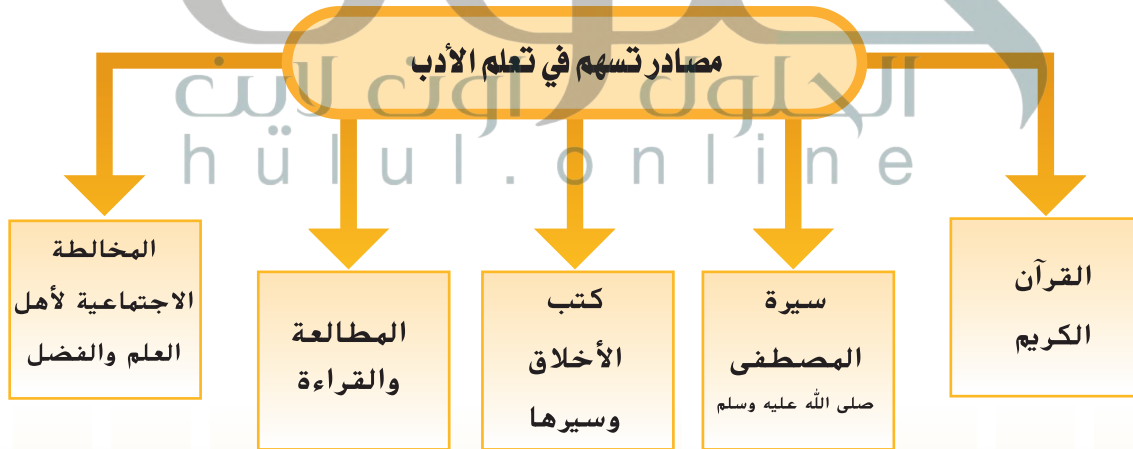 مصادر تسهم في تعلم الأدب
الحلول اون لاين
hülul.online
القرآن
الكريم
سيرة
المصطفى
صلى الله عليه وسلم
كتب
الأخلاق
وسيرها
المطالعة
والقراءة
المخالطة
الاجتماعية لأهل
العلم والفضل